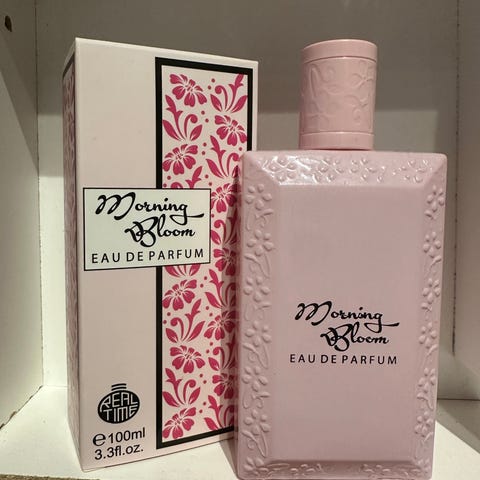 Morning
Bloom
EAU DE PARFUM
REAL
TIME
℮100ml
3.3fl.oz.
Morning
Bloom
EAU DE PARFUM